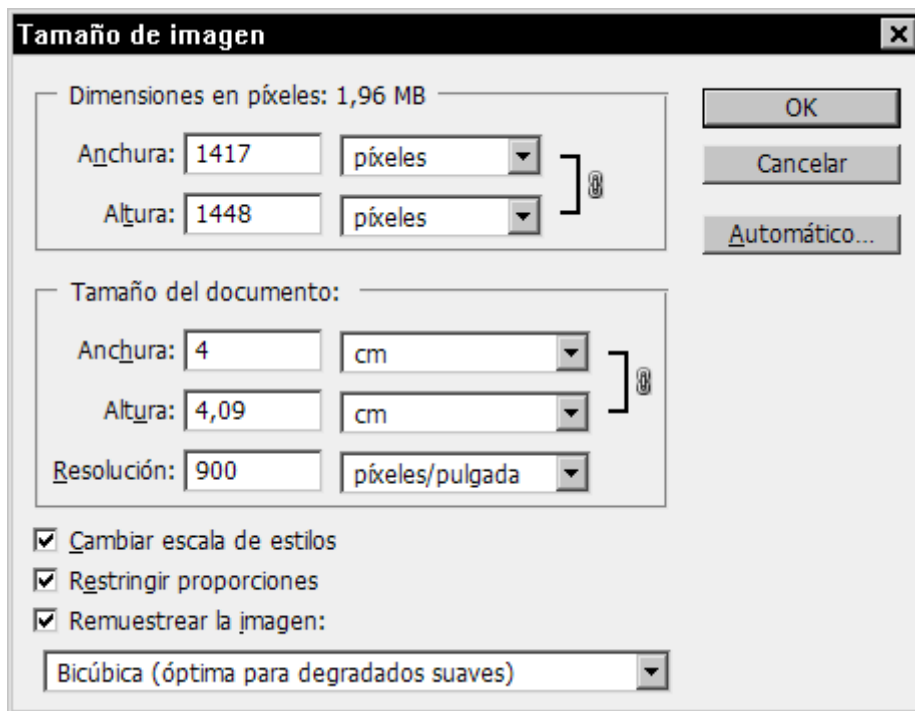 Tamaño de imagen
Dimensiones en píxeles: 1,96 MB
Anchura: 1417 píxeles
Altura: 1448 píxeles
OK
Cancelar
Automático...
Tamaño del documento:
Anchura: 4 cm
Altura: 4,09 cm
Resolución: 900 píxeles/pulgada
Cambiar escala de estilos
Restringir proporciones
Remuestrear la imagen:
Bicúbica (óptima para degradados suaves)